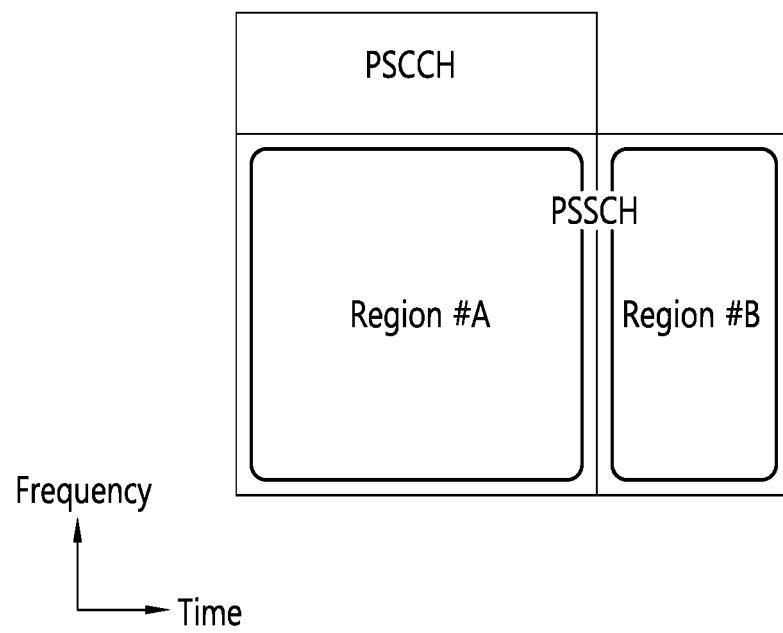 PSCCH
PSSCH
Region #A
Region #B
Frequency
Time